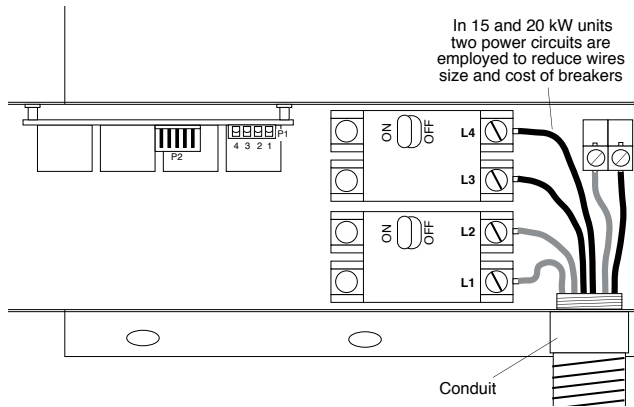 In 15 and 20 kW units
two power circuits are
employed to reduce wires
size and cost of breakers
P1
4 3 2 1
P2
ON OFF
L4
L3
ON OFF
L2
L1
Conduit